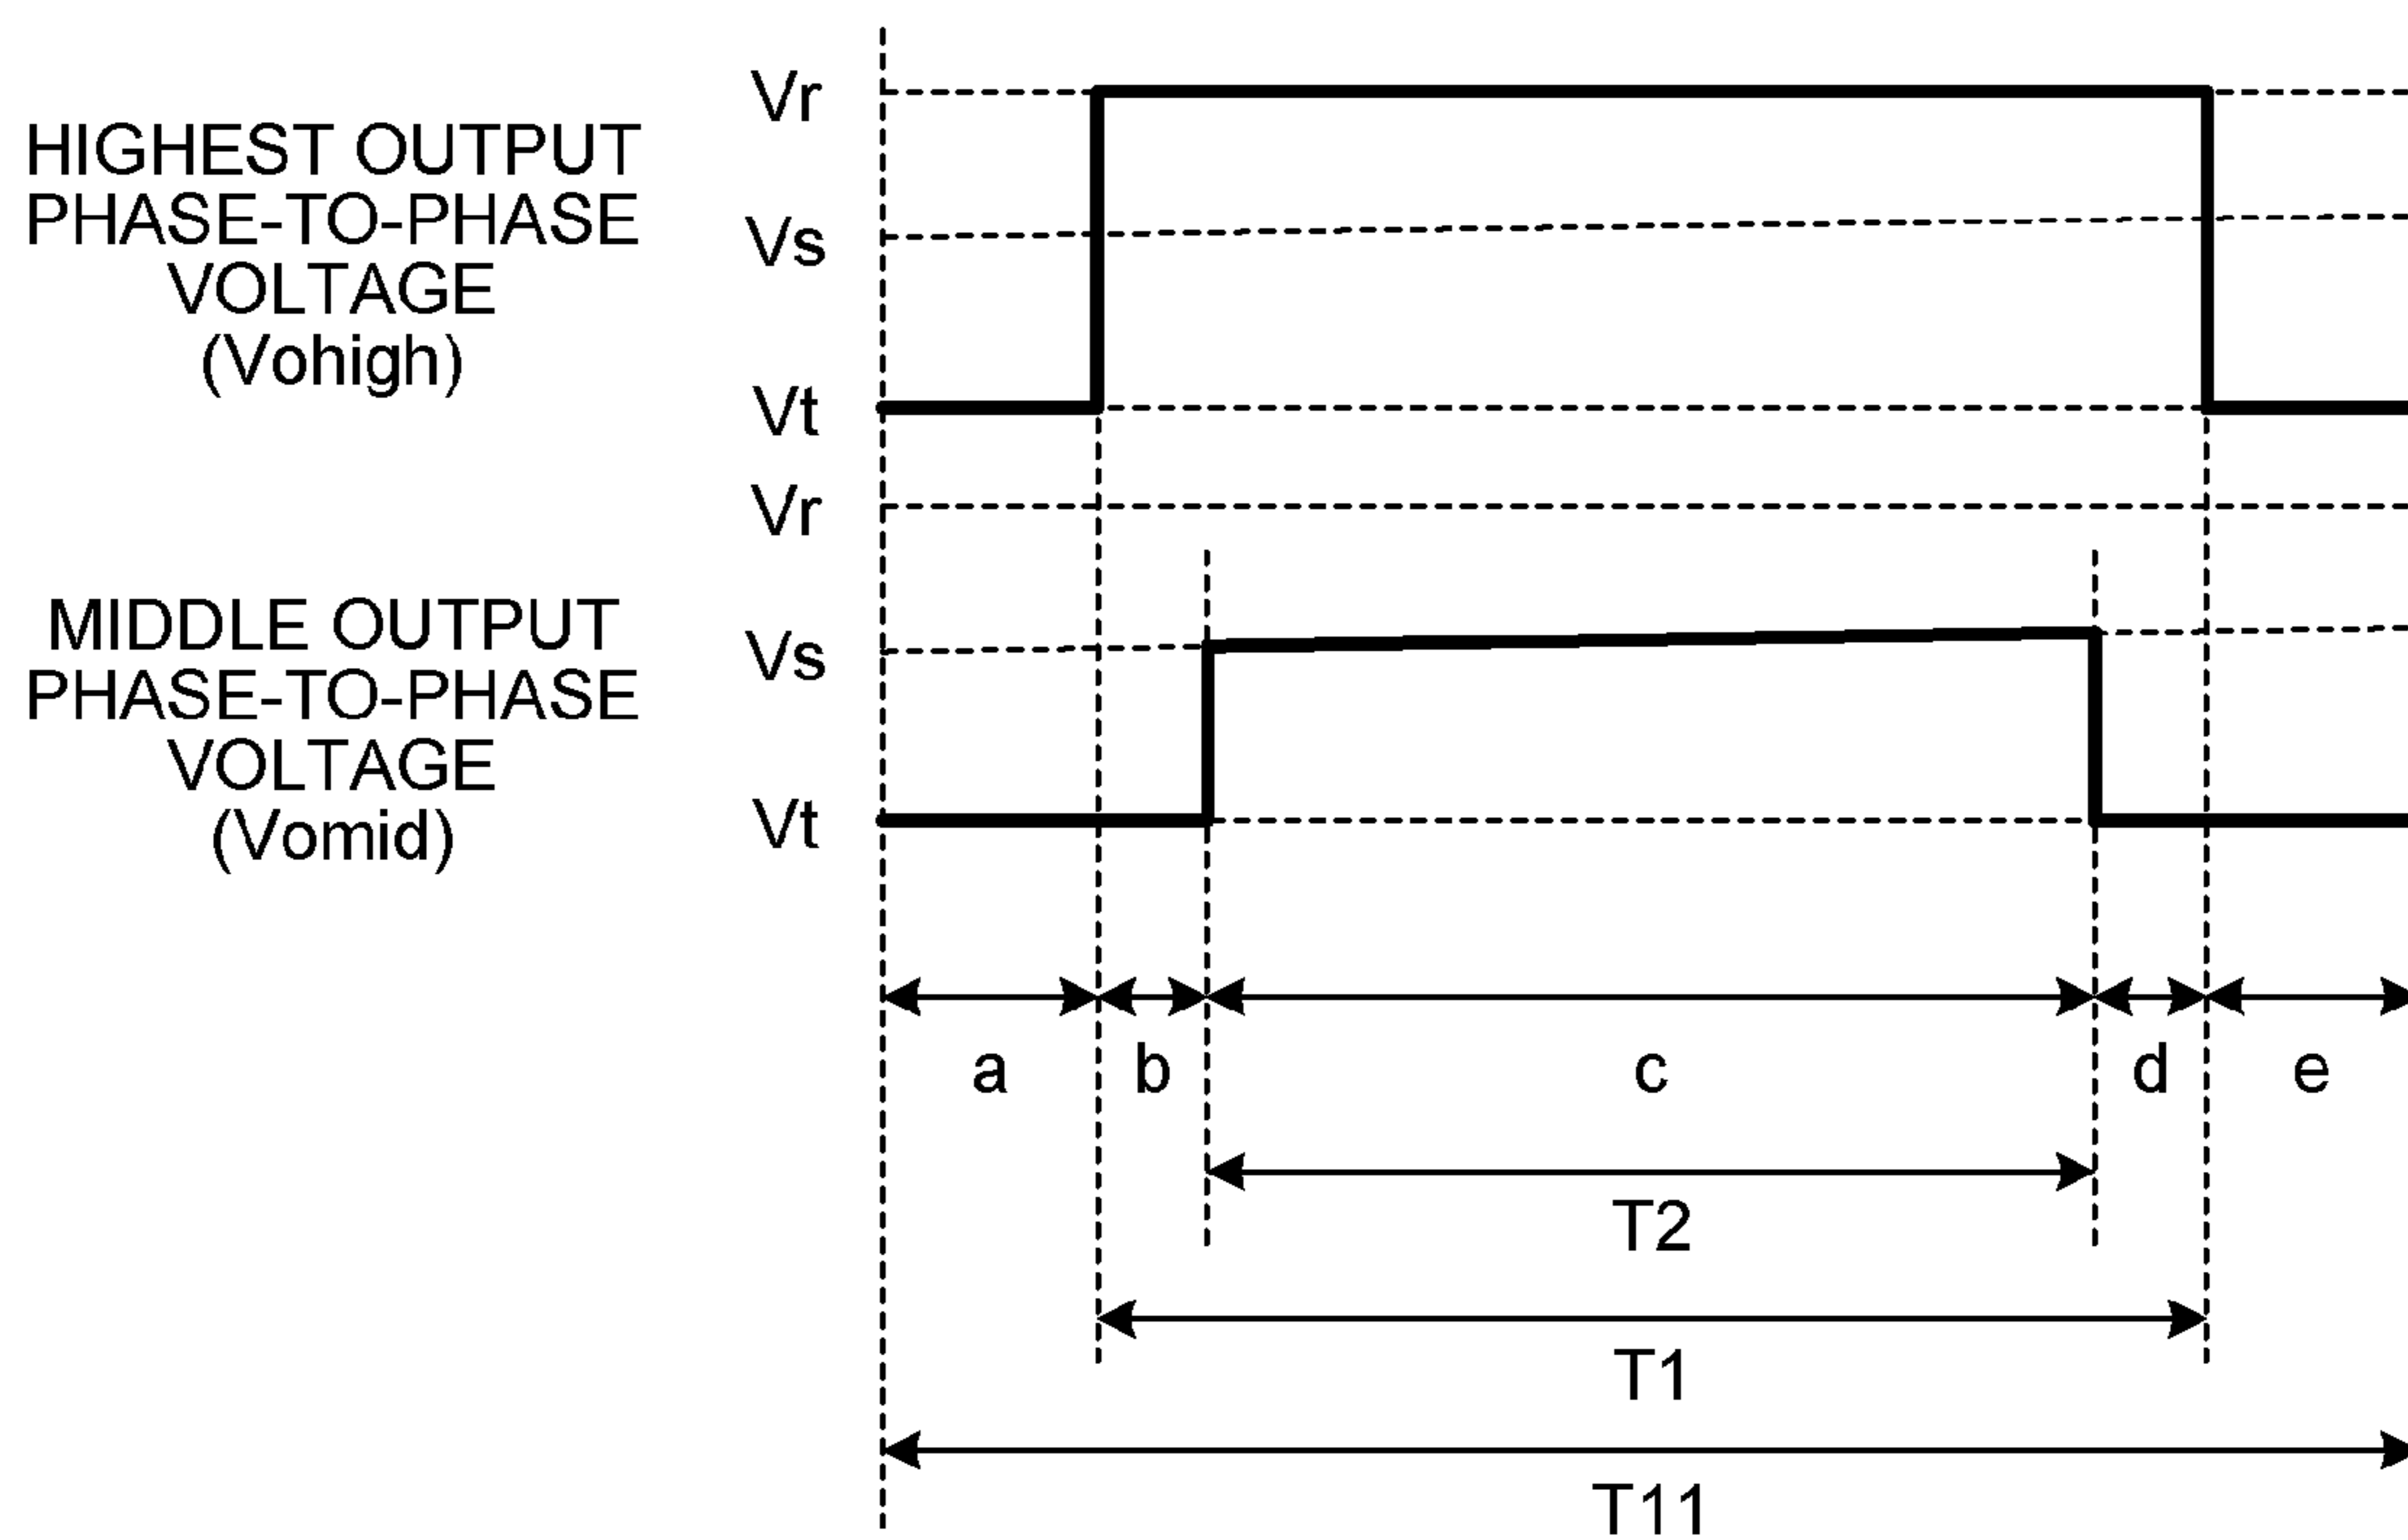 HIGHEST OUTPUT
PHASE-TO-PHASE
VOLTAGE
(Vohigh)
Vr
Vs
Vt
MIDDLE OUTPUT
PHASE-TO-PHASE
VOLTAGE
(Vomid)
Vr
Vs
Vt
a b c d e
T2
T1
T11